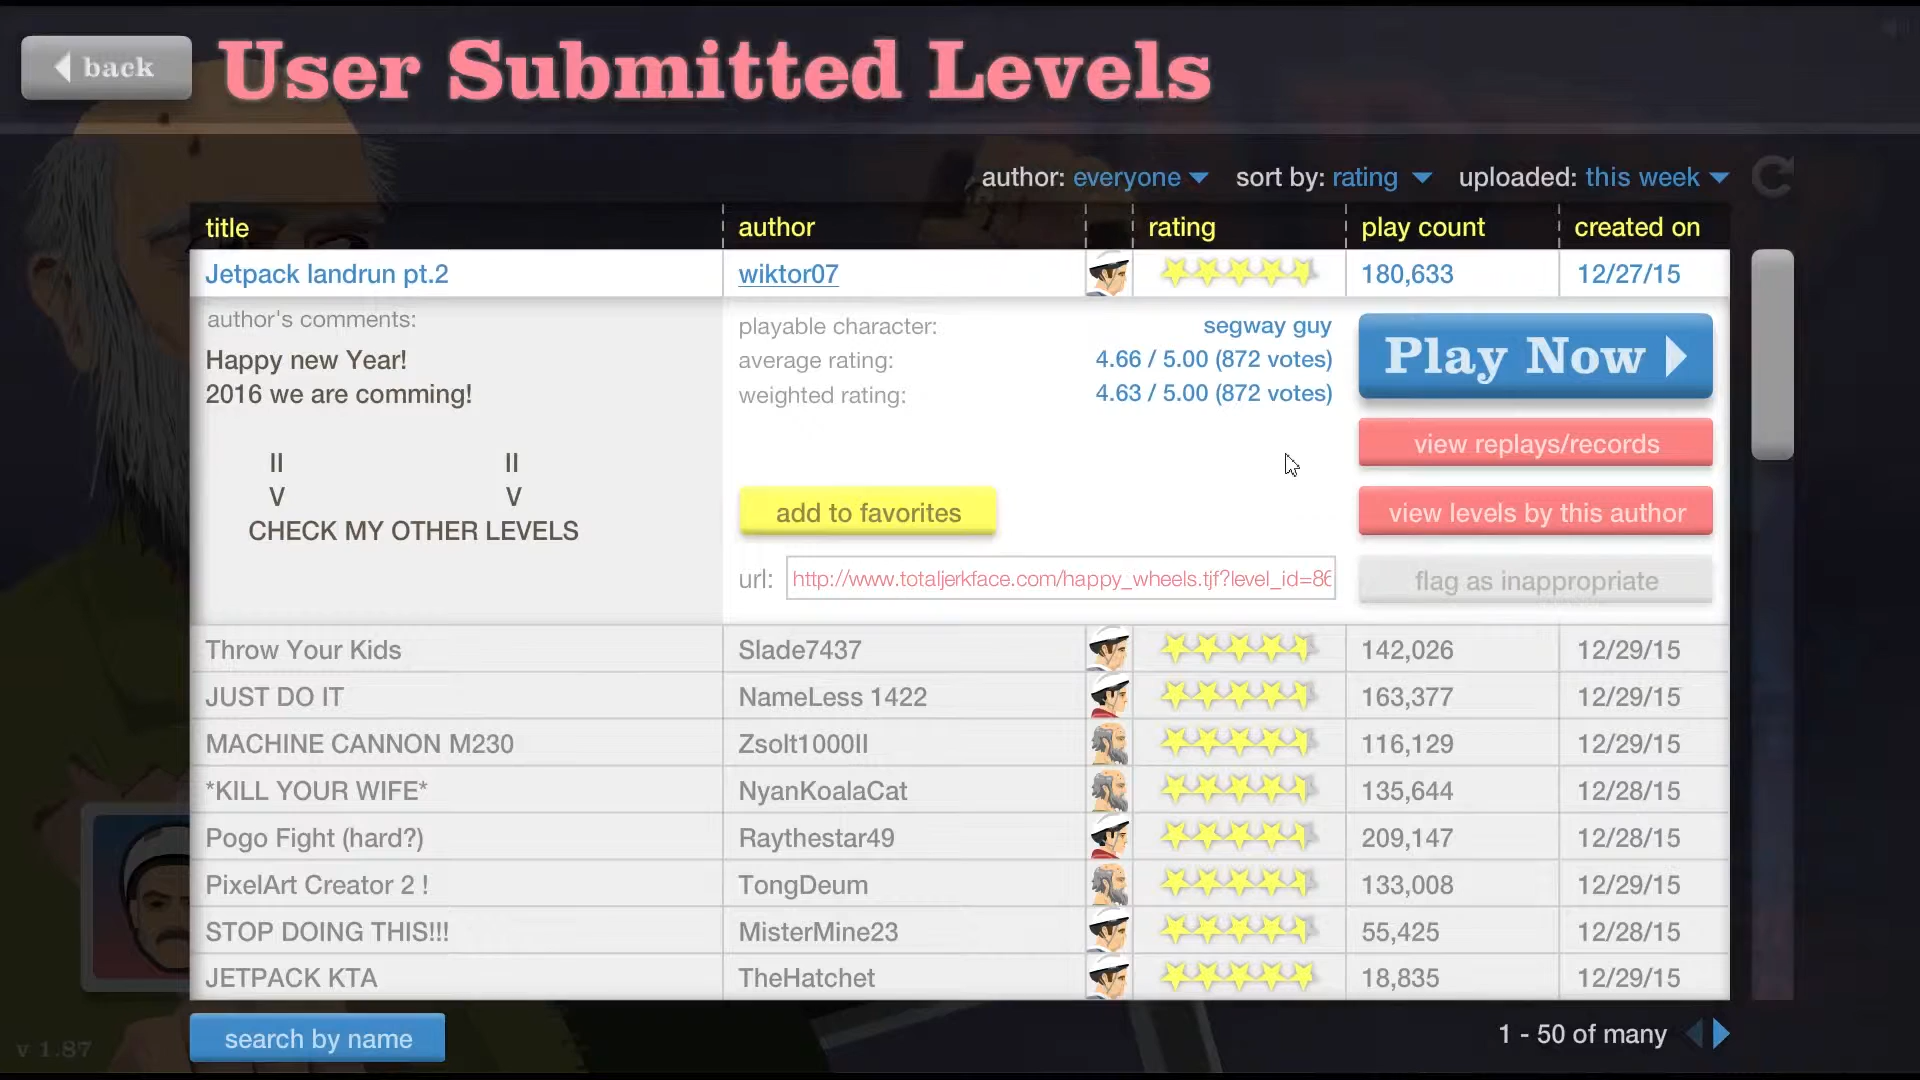 back
User Submitted Levels
author: everyone sort by: rating uploaded: this week
title author rating play count created on
Jetpack landrun pt.2 wiktor07 180,633 12/27/15
author's comments:
Happy new Year!
2016 we are comming!
II II
V V
CHECK MY OTHER LEVELS
playable character: segway guy
average rating: 4.66 / 5.00 (872 votes)
weighted rating: 4.63 / 5.00 (872 votes)
add to favorites
url: http://www.totaljerkface.com/happy_wheels.tjf?level_id=86
Play Now
view replays/records
view levels by this author
flag as inappropriate
Throw Your Kids Slade7437 142,026 12/29/15
JUST DO IT NameLess 1422 163,377 12/29/15
MACHINE CANNON M230 Zsolt1000II 116,129 12/29/15
*KILL YOUR WIFE* NyanKoalaCat 135,644 12/28/15
Pogo Fight (hard?) Raythestar49 209,147 12/28/15
PixelArt Creator 2 ! TongDeum 133,008 12/29/15
STOP DOING THIS!!! MisterMine23 55,425 12/28/15
JETPACK KTA TheHatchet 18,835 12/29/15
search by name
1 - 50 of many
v 1.87